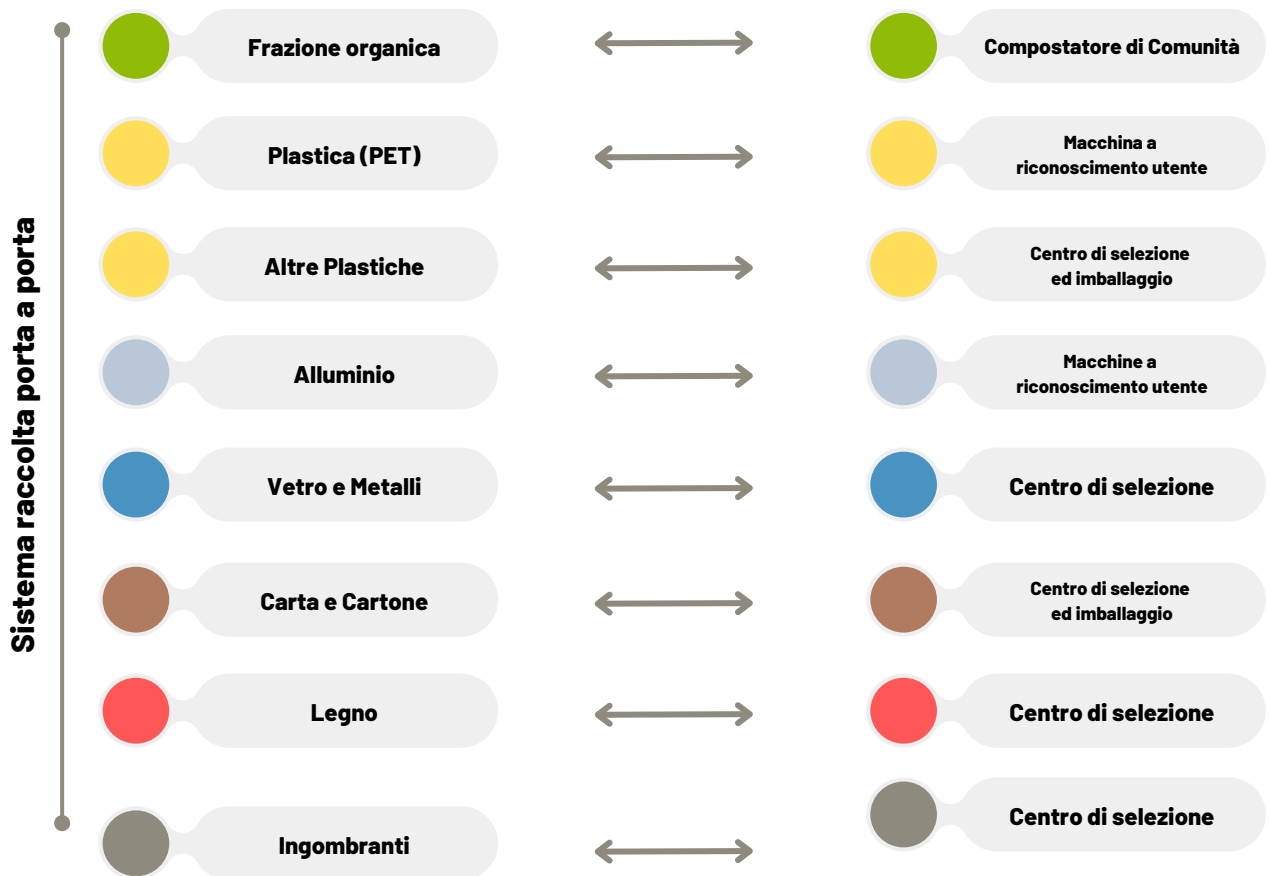 Sistema raccolta porta a porta
Frazione organica
Compostatore di Comunità
Plastica (PET)
Macchina a
riconoscimento utente
Altre Plastiche
Centro di selezione
ed imballaggio
Alluminio
Macchine a
riconoscimento utente
Vetro e Metalli
Centro di selezione
Carta e Cartone
Centro di selezione
ed imballaggio
Legno
Centro di selezione
Ingombranti
Centro di selezione